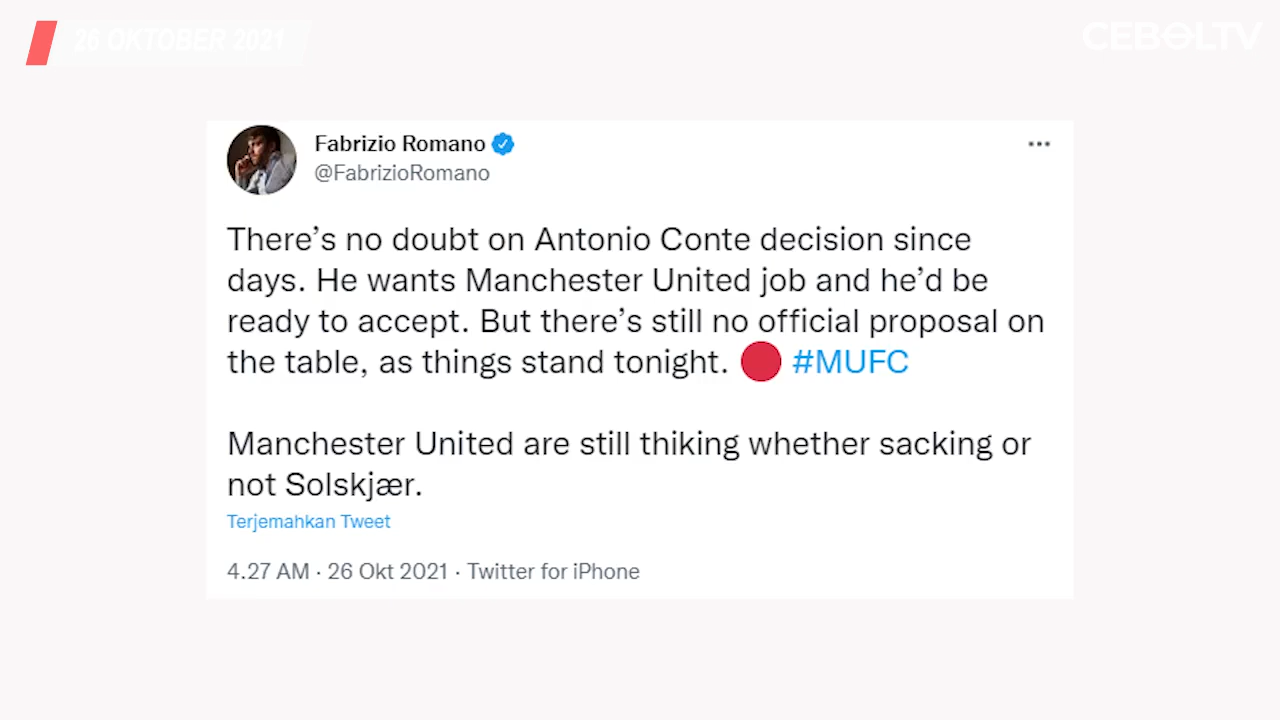 26 OKTOBER 2021
CEBOLTV
Fabrizio Romano
@FabrizioRomano
There’s no doubt on Antonio Conte decision since
days. He wants Manchester United job and he’d be
ready to accept. But there’s still no official proposal on
the table, as things stand tonight. 🔴 #MUFC
Manchester United are still thiking whether sacking or
not Solskjær.
Terjemahkan Tweet
4.27 AM · 26 Okt 2021 · Twitter for iPhone